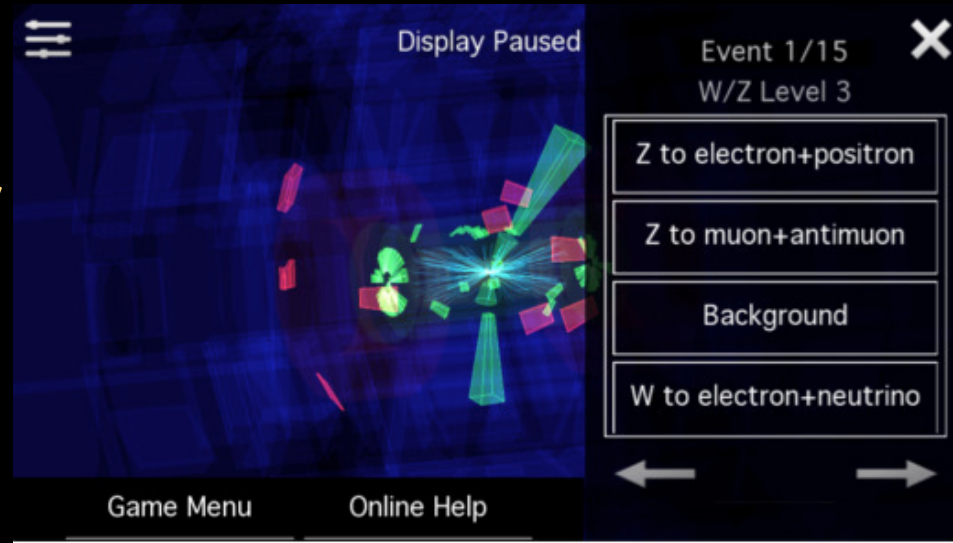 Display Paused
Event 1/15
W/Z Level 3
Z to electron+positron
Z to muon+antimuon
Background
W to electron+neutrino
Game Menu
Online Help